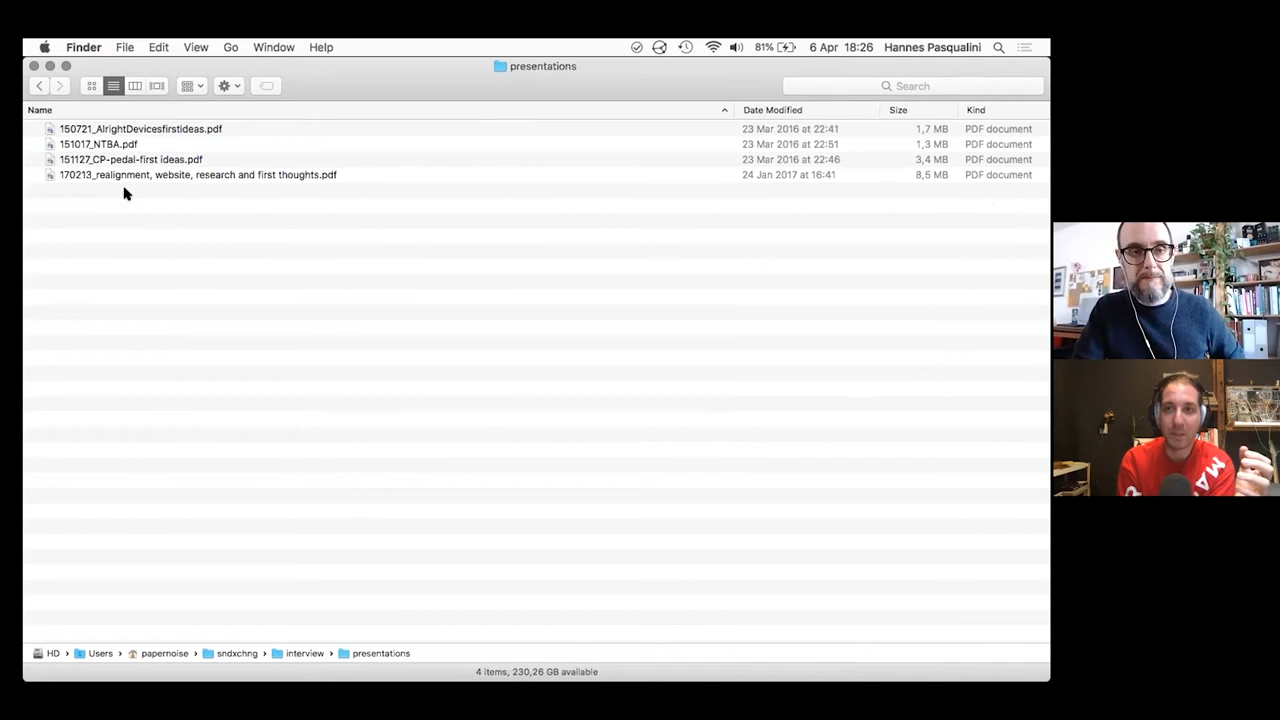 Finder File Edit View Go Window Help 81% 6 Apr 18:26 Hannes Pasqualini
presentations
Search
Name Date Modified Size Kind
150721_AlrightDevicesfirstideas.pdf 23 Mar 2016 at 22:41 1,7 MB PDF document
151017_NTBA.pdf 23 Mar 2016 at 22:51 1,3 MB PDF document
151127_CP-pedal-first ideas.pdf 23 Mar 2016 at 22:46 3,4 MB PDF document
170213_realignment, website, research and first thoughts.pdf 24 Jan 2017 at 16:41 8,5 MB PDF document
HD › Users › papernoise › sndxchng › interview › presentations
4 items, 230,26 GB available
MA